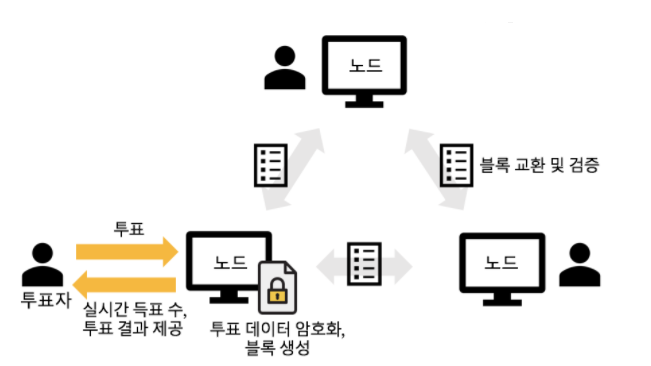 노드
블록 교환 및 검증
투표
노드
노드
투표자
실시간 득표 수,
투표 결과 제공
투표 데이터 암호화,
블록 생성